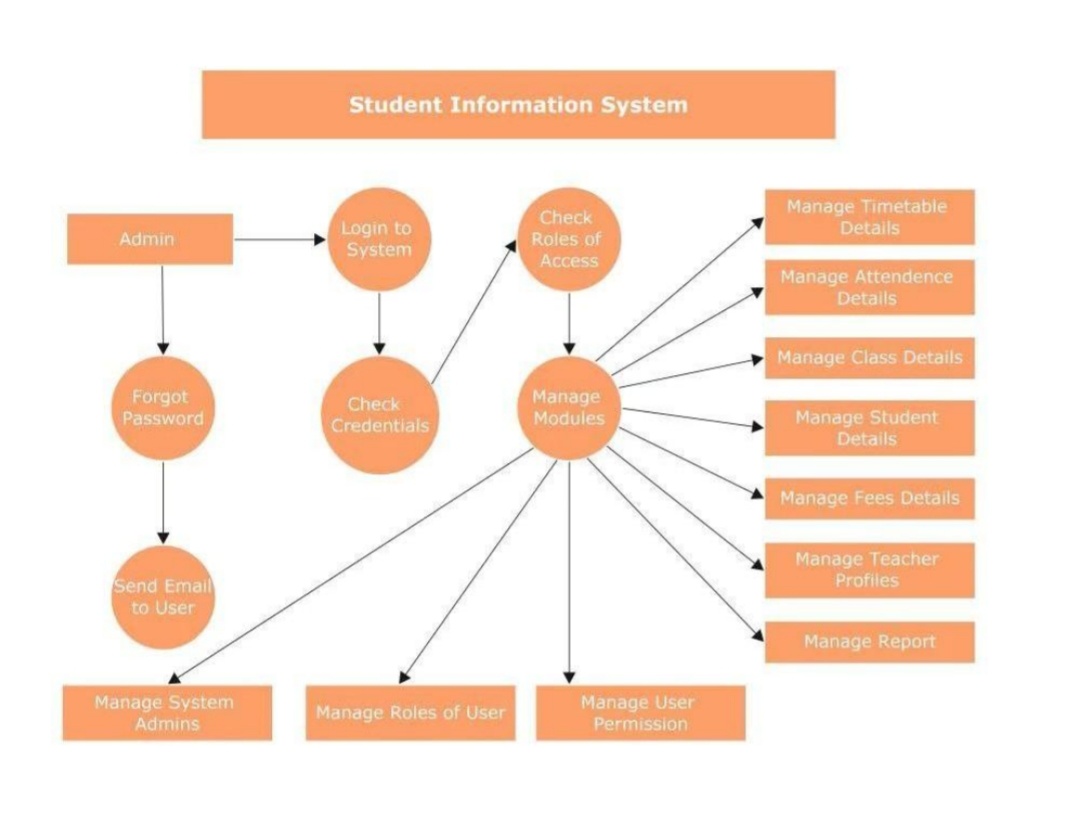 Student Information System
Admin
Login to
System
Check
Roles of
Access
Manage Timetable
Details
Manage Attendence
Details
Manage Class Details
Forgot
Password
Check
Credentials
Manage
Modules
Manage Student
Details
Manage Fees Details
Manage Teacher
Profiles
Send Email
to User
Manage Report
Manage System
Admins
Manage Roles of User
Manage User
Permission